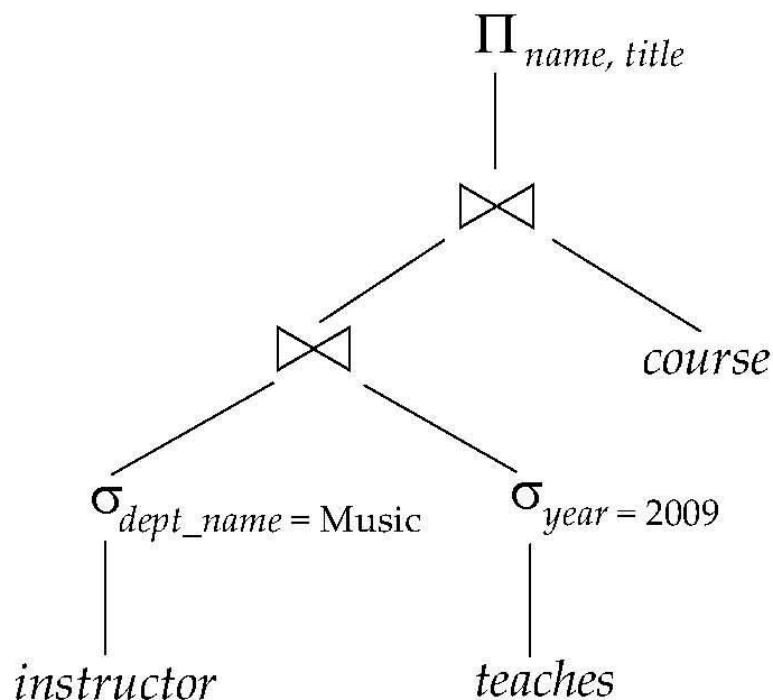 Π name, title
⋈
⋈
course
σ dept_name = Music
σ year = 2009
instructor
teaches